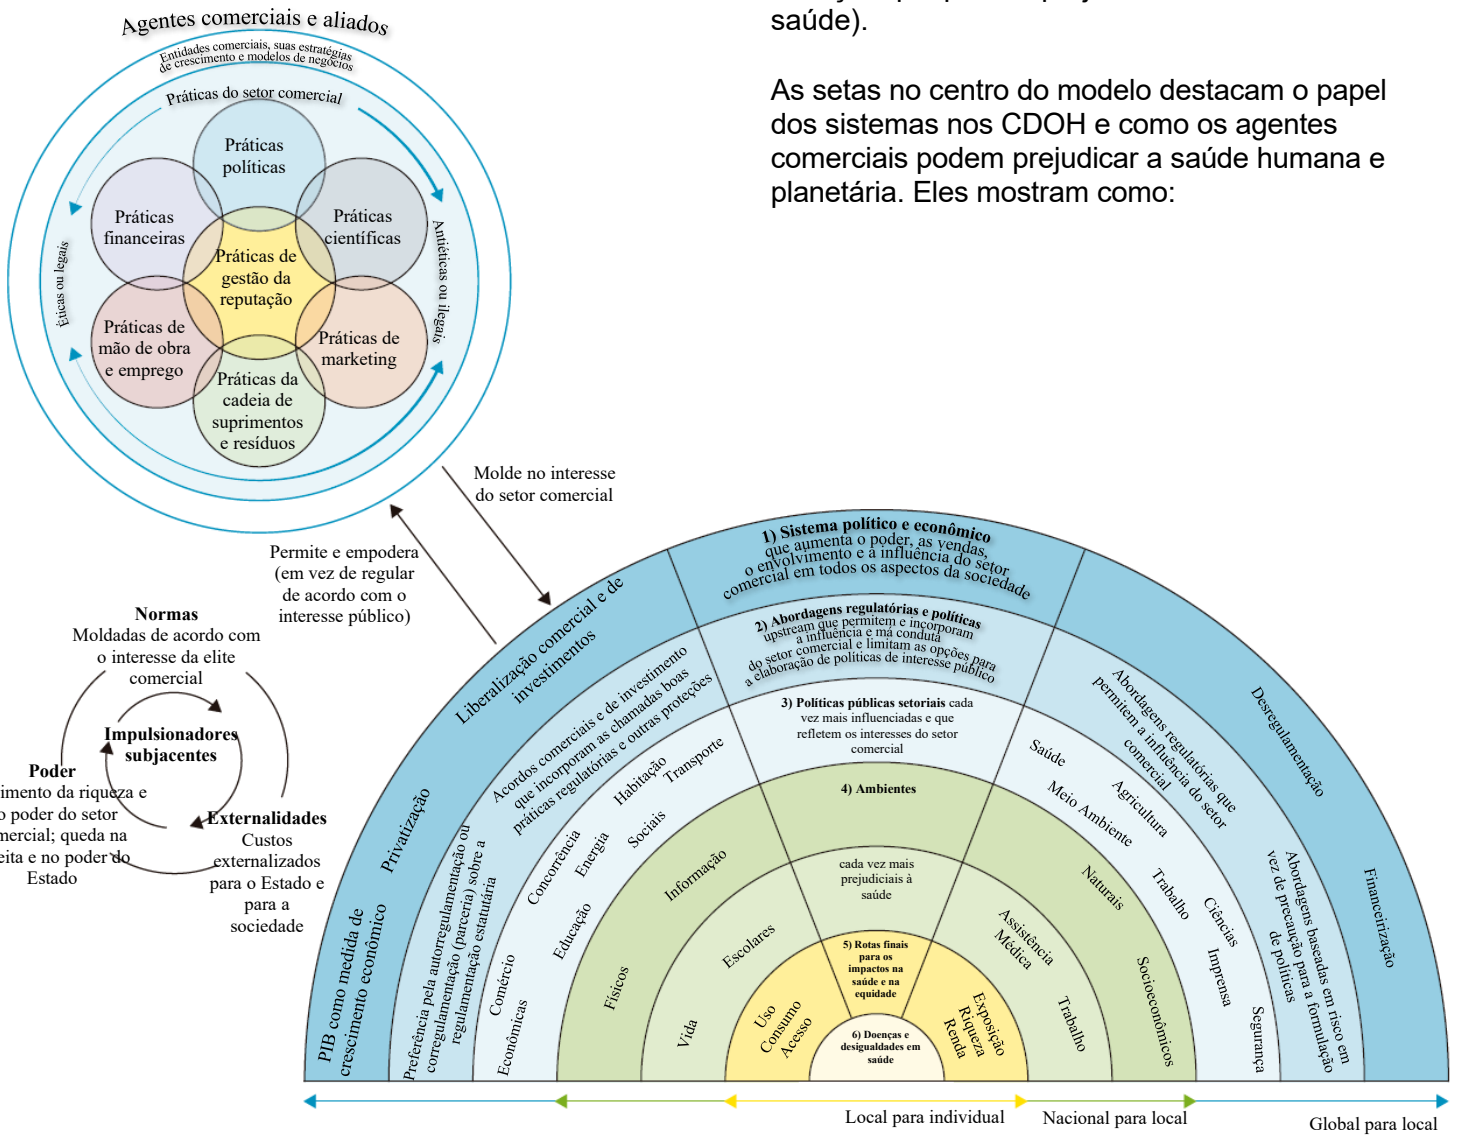 saúde).
As setas no centro do modelo destacam o papel
dos sistemas nos CDOH e como os agentes
comerciais podem prejudicar a saúde humana e
planetária. Eles mostram como:
Agentes comerciais e aliados
Entidades comerciais, suas estratégias
de crescimento e modelos de negócios
Práticas do setor comercial
Éticas ou legais
Antiéticas ou ilegais
Práticas
políticas
Práticas
financeiras
Práticas
científicas
Práticas de
gestão da
reputação
Práticas de
mão de obra
e emprego
Práticas de
marketing
Práticas da
cadeia de
suprimentos
e resíduos
Molde no interesse
do setor comercial
Permite e empodera
(em vez de regular
de acordo com o
interesse público)
Normas
Moldadas de acordo com
o interesse da elite
comercial
Impulsionadores
subjacentes
Poder
imento da riqueza e
o poder do setor
mercial; queda na
eita e no poder do
Estado
Externalidades
Custos
externalizados
para o Estado e
para a
sociedade
1) Sistema político e econômico
que aumenta o poder, as vendas,
o envolvimento e a influência do setor
comercial em todos os aspectos da sociedade
PIB como medida de
crescimento econômico
Privatização
Liberalização comercial e de
investimentos
Desregulamentação
Financeirização
2) Abordagens regulatórias e políticas
upstream que permitem e incorporam
a influência e má conduta
do setor comercial e limitam as opções para
a elaboração de políticas de interesse público
Preferência pela autorregulamentação ou
corregulamentação (parceria) sobre a
regulamentação estatutária
Acordos comerciais e de investimento
que incorporam as chamadas boas
práticas regulatórias e outras proteções
Abordagens regulatórias que
permitem a influência do setor
comercial
Abordagens baseadas em risco em
vez de precaução para a formulação
de políticas
3) Políticas públicas setoriais cada
vez mais influenciadas e que
refletem os interesses do setor
comercial
Econômicas
Comércio
Educação
Concorrência
Energia
Sociais
Habitação
Transporte
Saúde
Meio Ambiente
Agricultura
Trabalho
Ciências
Imprensa
Segurança
4) Ambientes
Físicos
Informação
Naturais
Socioeconômicos
cada vez mais
prejudiciais à
saúde
Vida
Escolares
Assistência
Médica
Trabalho
5) Rotas finais
para os
impactos na
saúde e na
equidade
Uso
Consumo
Acesso
Exposição
Riqueza
Renda
6) Doenças e
desigualdades em
saúde
Local para individual
Nacional para local
Global para local